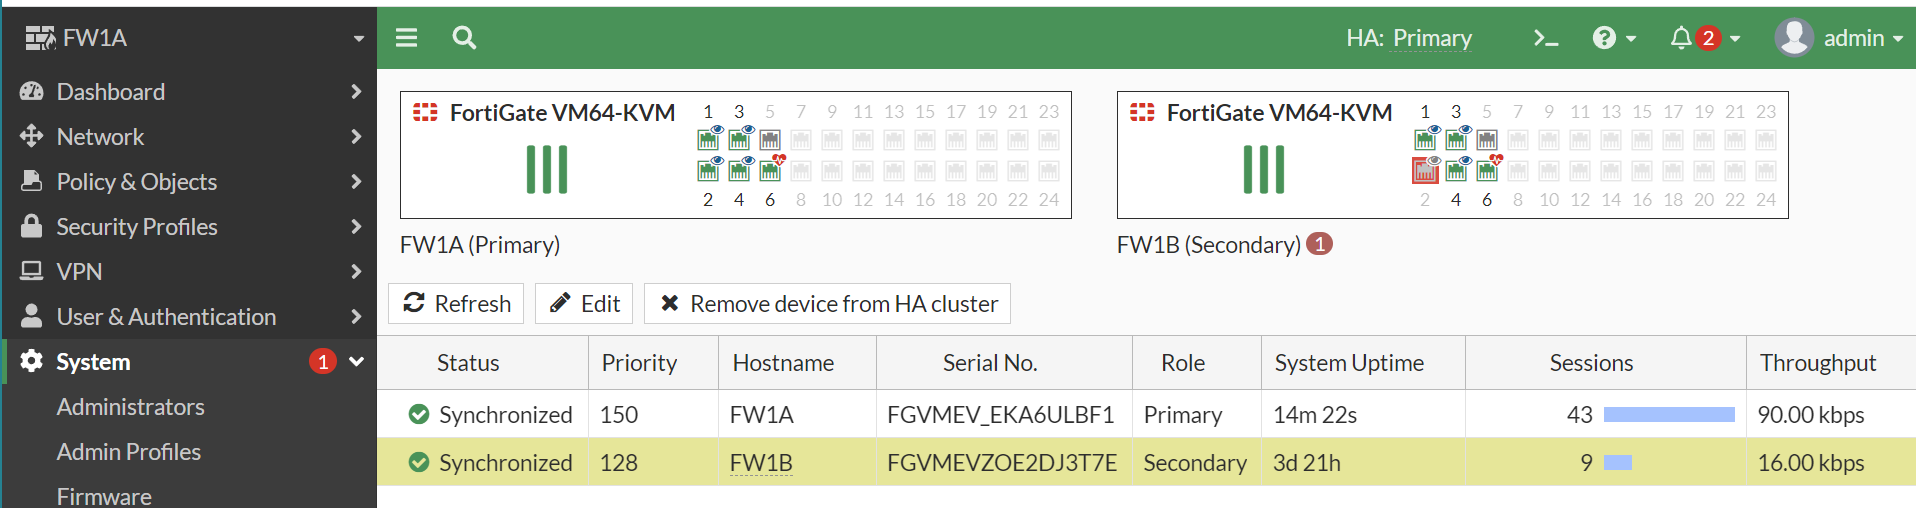 FW1A
HA: Primary
2
admin
Dashboard
Network
Policy & Objects
Security Profiles
VPN
User & Authentication
System
1
Administrators
Admin Profiles
Firmware
FortiGate VM64-KVM
1 3 5 7 9 11 13 15 17 19 21 23
2 4 6 8 10 12 14 16 18 20 22 24
FW1A (Primary)
FortiGate VM64-KVM
1 3 5 7 9 11 13 15 17 19 21 23
2 4 6 8 10 12 14 16 18 20 22 24
FW1B (Secondary) 1
Refresh Edit Remove device from HA cluster
Status Priority Hostname Serial No. Role System Uptime Sessions Throughput
Synchronized 150 FW1A FGVMEV_EKA6ULBF1 Primary 14m 22s 43 90.00 kbps
Synchronized 128 FW1B FGVMEVZOE2DJ3T7E Secondary 3d 21h 9 16.00 kbps